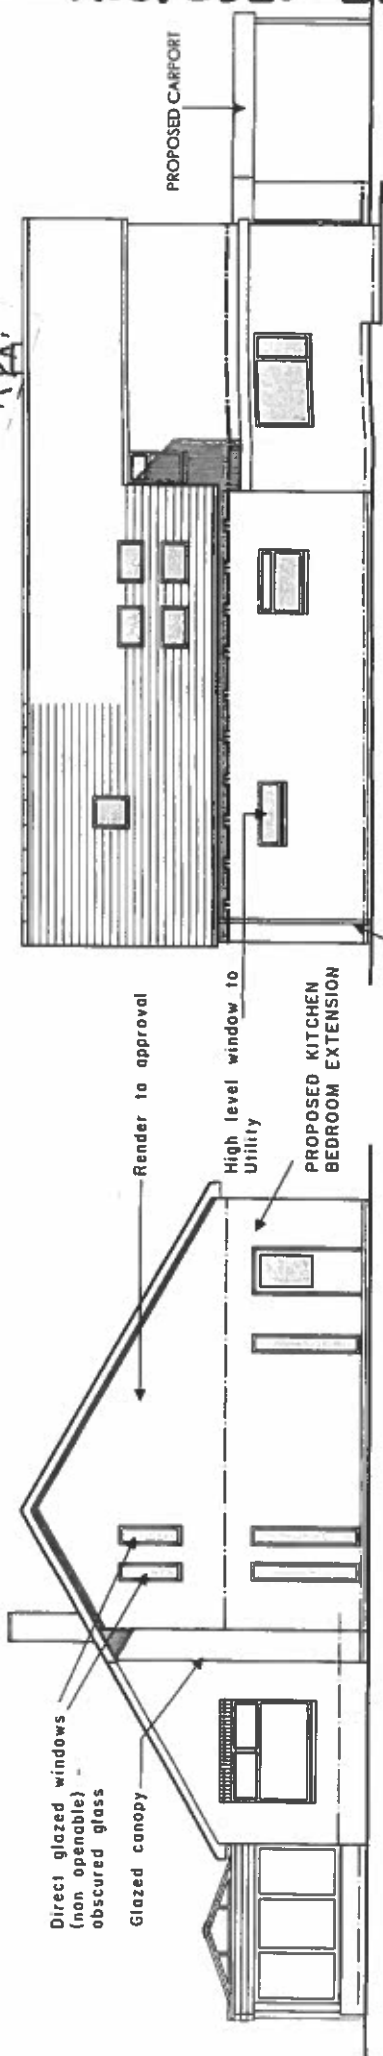 Direct glazed windows
(non openable) -
obscured glass
Glazed canopy
Render to approval
High level window to
Utility
PROPOSED KITCHEN
BEDROOM EXTENSION
PROPOSED CARPORT